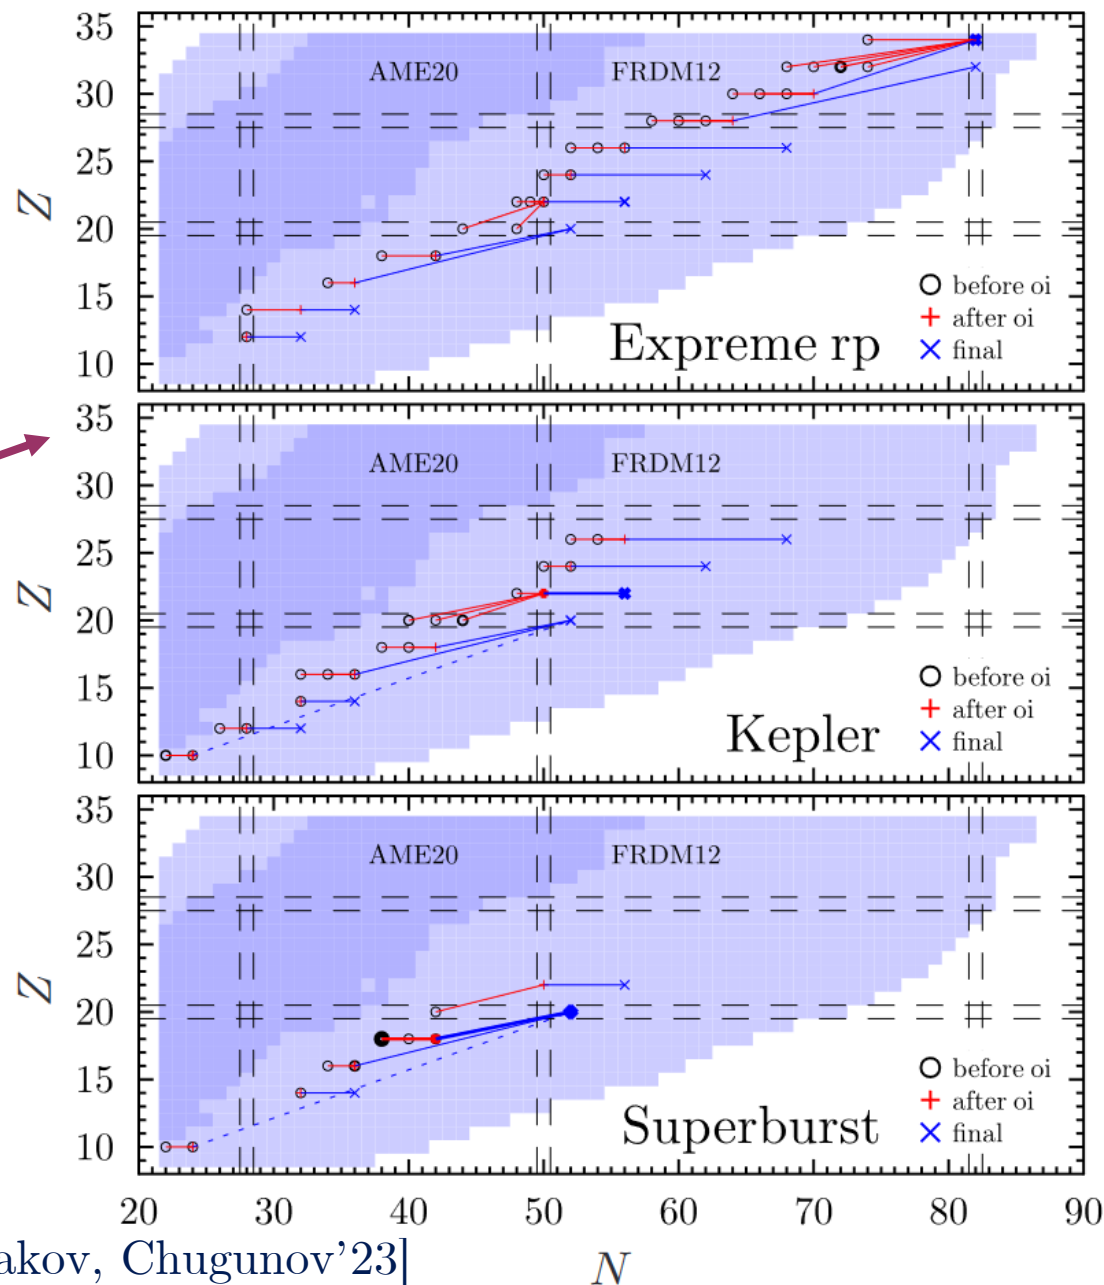 35
30
25
20
15
10
Z
AME20
FRDM12
before oi
after oi
final
Expreme rp
35
30
25
20
15
10
Z
AME20
FRDM12
before oi
after oi
final
Kepler
35
30
25
20
15
10
Z
AME20
FRDM12
before oi
after oi
final
Superburst
20 30 40 50 60 70 80 90
N
akov, Chugunov'23]